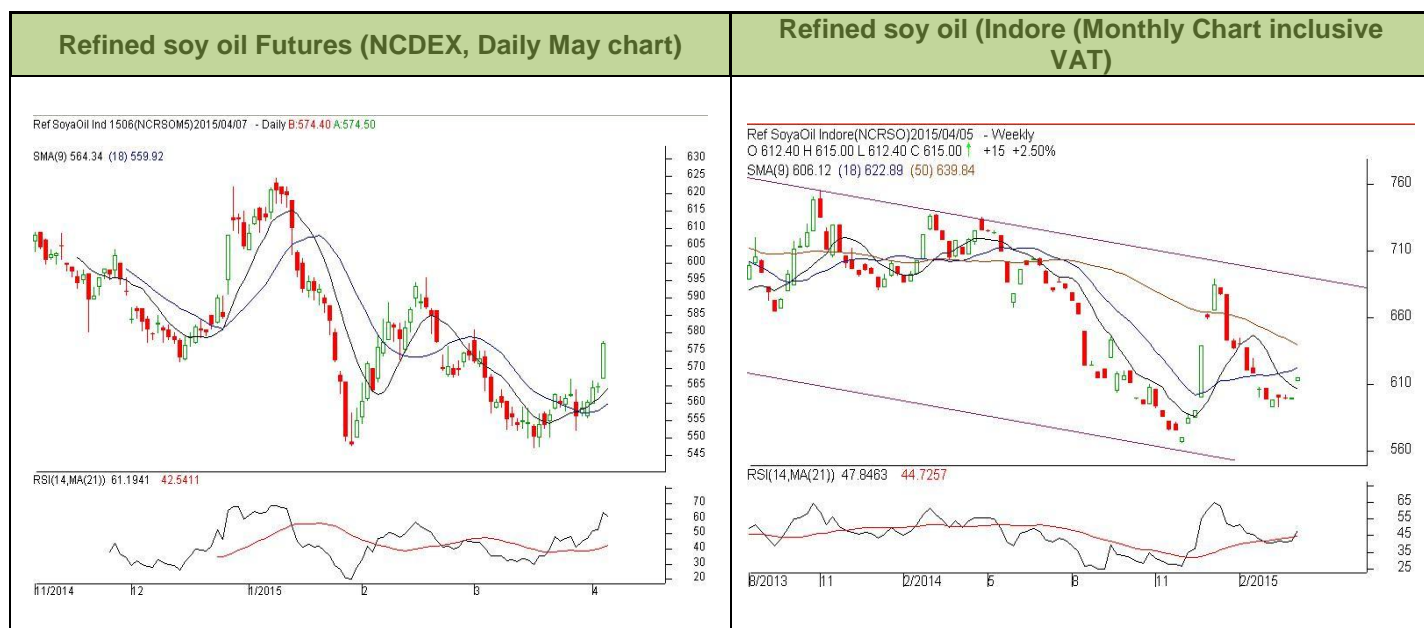 Refined soy oil Futures (NCDEX, Daily May chart)
Refined soy oil (Indore (Monthly Chart inclusive
VAT)
Ref SoyaOil Ind 1506(NCRSOM5)2015/04/07 - Daily B:574.40 A:574.50
SMA(9) 564.34 (18) 559.92
630
625
620
615
610
605
600
595
590
585
580
575
570
565
560
555
550
545
RSI(14,MA(21)) 61.1941 42.5411
70
60
50
40
30
20
11/2014 12 1/2015 2 3 4
Ref SoyaOil Indore(NCRSO)2015/04/05 - Weekly
O 612.40 H 615.00 L 612.40 C 615.00 ↑ +15 +2.50%
SMA(9) 606.12 (18) 622.89 (50) 639.84
760
710
660
610
560
RSI(14,MA(21)) 47.8463 44.7257
65
55
45
35
25
8/2013 11 2/2014 5 8 11 2/2015